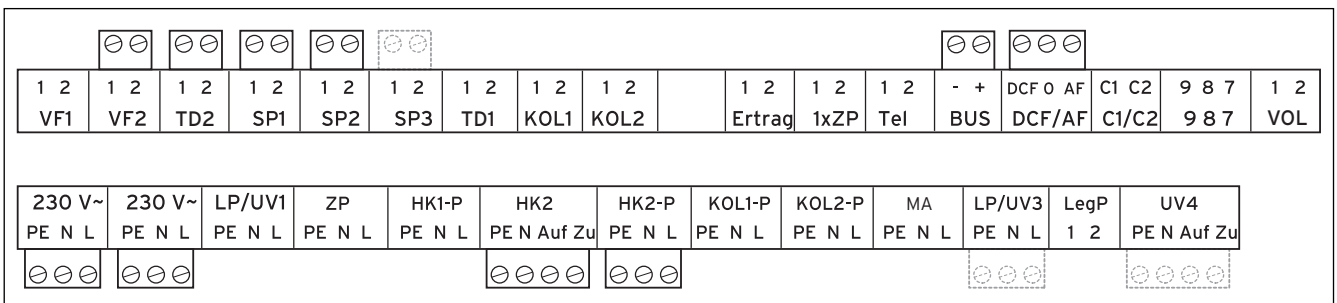 1 2 1 2 1 2 1 2 1 2 1 2 1 2 1 2 1 2 1 2 1 2 1 2 - + DCF O AF C1 C2 9 8 7 1 2
VF1 VF2 TD2 SP1 SP2 SP3 TD1 KOL1 KOL2 Ertrag 1xZP Tel BUS DCF/AF C1/C2 9 8 7 VOL
230 V~ 230 V~ LP/UV1 ZP HK1-P HK2 HK2-P KOL1-P KOL2-P MA LP/UV3 LegP UV4
PE N L PE N L PE N L PE N L PE N L PE N Auf Zu PE N L PE N L PE N L PE N L PE N L 1 2 PE N Auf Zu